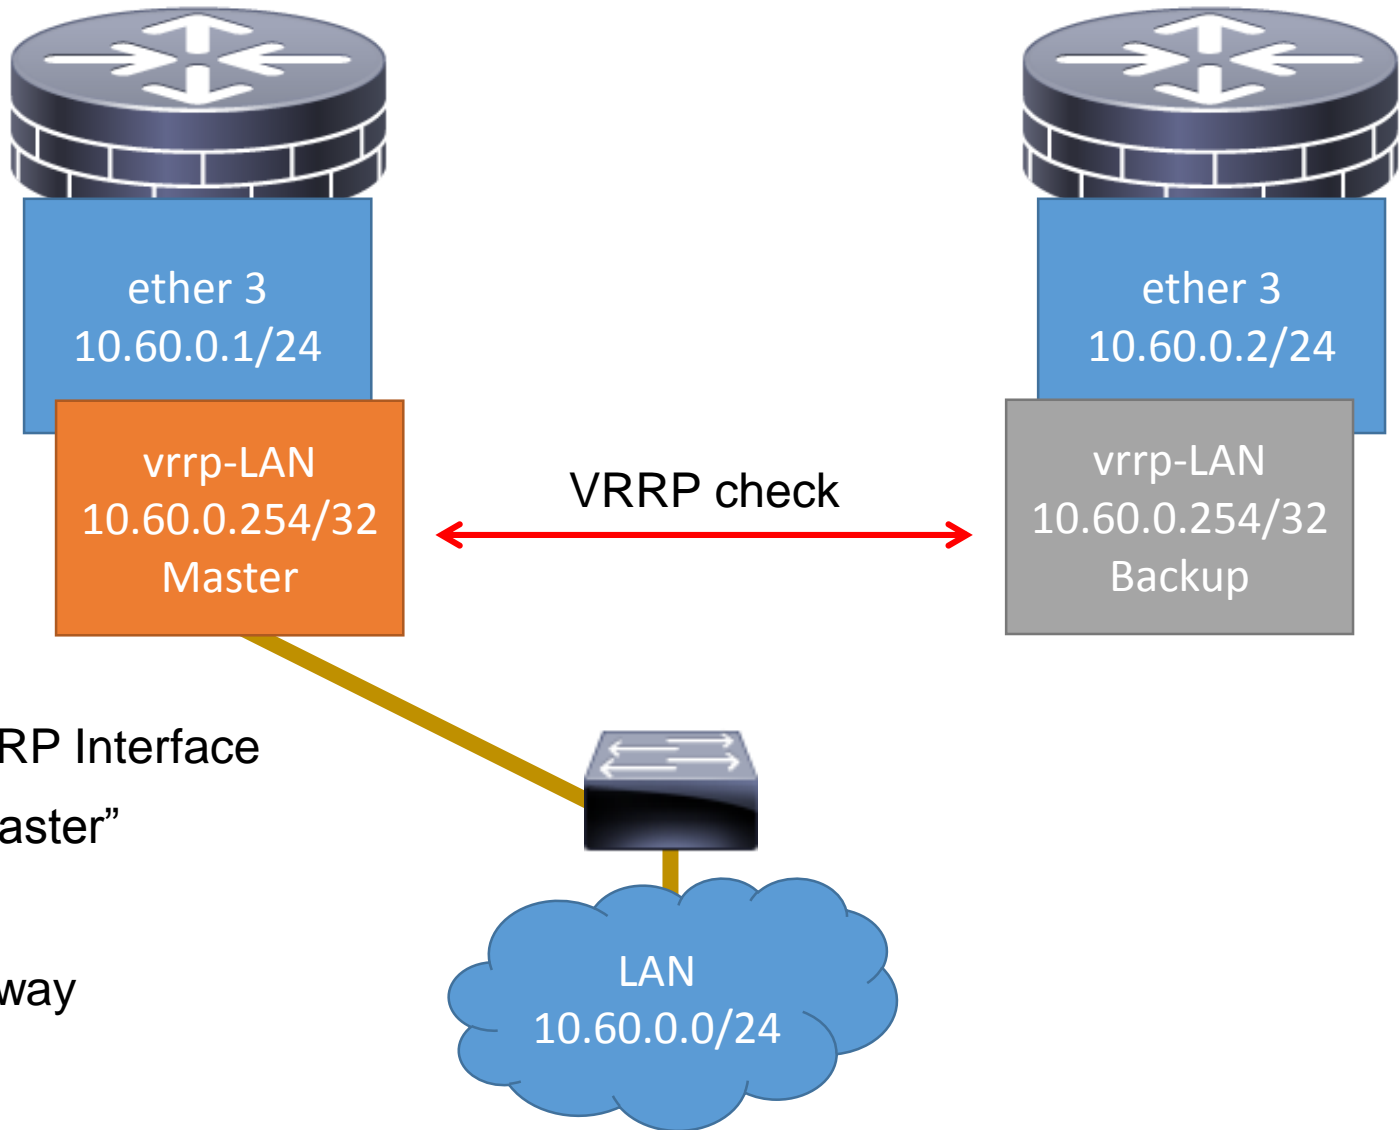 ether 3
10.60.0.1/24
ether 3
10.60.0.2/24
vrrp-LAN
10.60.0.254/32
Master
VRRP check
vrrp-LAN
10.60.0.254/32
Backup
RP Interface
aster”
way
LAN
10.60.0.0/24